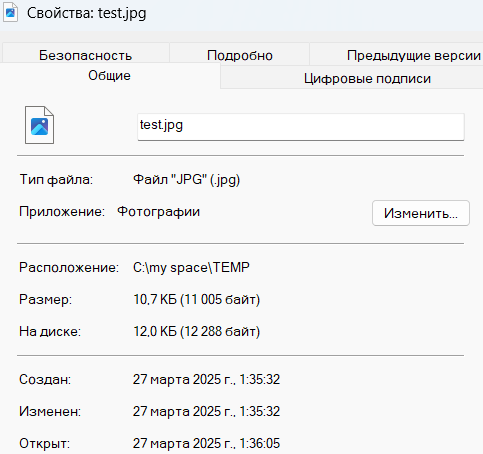 Свойства: test.jpg
Безопасность Подробно Предыдущие версии
Общие Цифровые подписи
test.jpg
Тип файла: Файл "JPG" (.jpg)
Приложение: Фотографии Изменить...
Расположение: C:\my space\TEMP
Размер: 10,7 КБ (11 005 байт)
На диске: 12,0 КБ (12 288 байт)
Создан: 27 марта 2025 г., 1:35:32
Изменен: 27 марта 2025 г., 1:35:32
Открыт: 27 марта 2025 г., 1:36:05